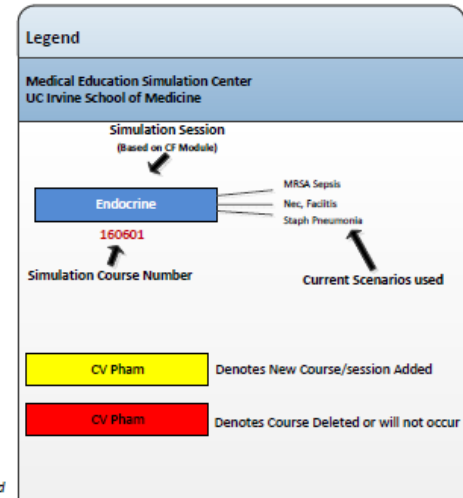 Legend
Medical Education Simulation Center
UC Irvine School of Medicine
Simulation Session
(Based on CF Module)
MRSA Sepsis
Endocrine
Nec, Faciitis
Staph Pneumonia
160601
Simulation Course Number
Current Scenarios used
CV Pham
Denotes New Course/session Added
CV Pham
Denotes Course Deleted or will not occur